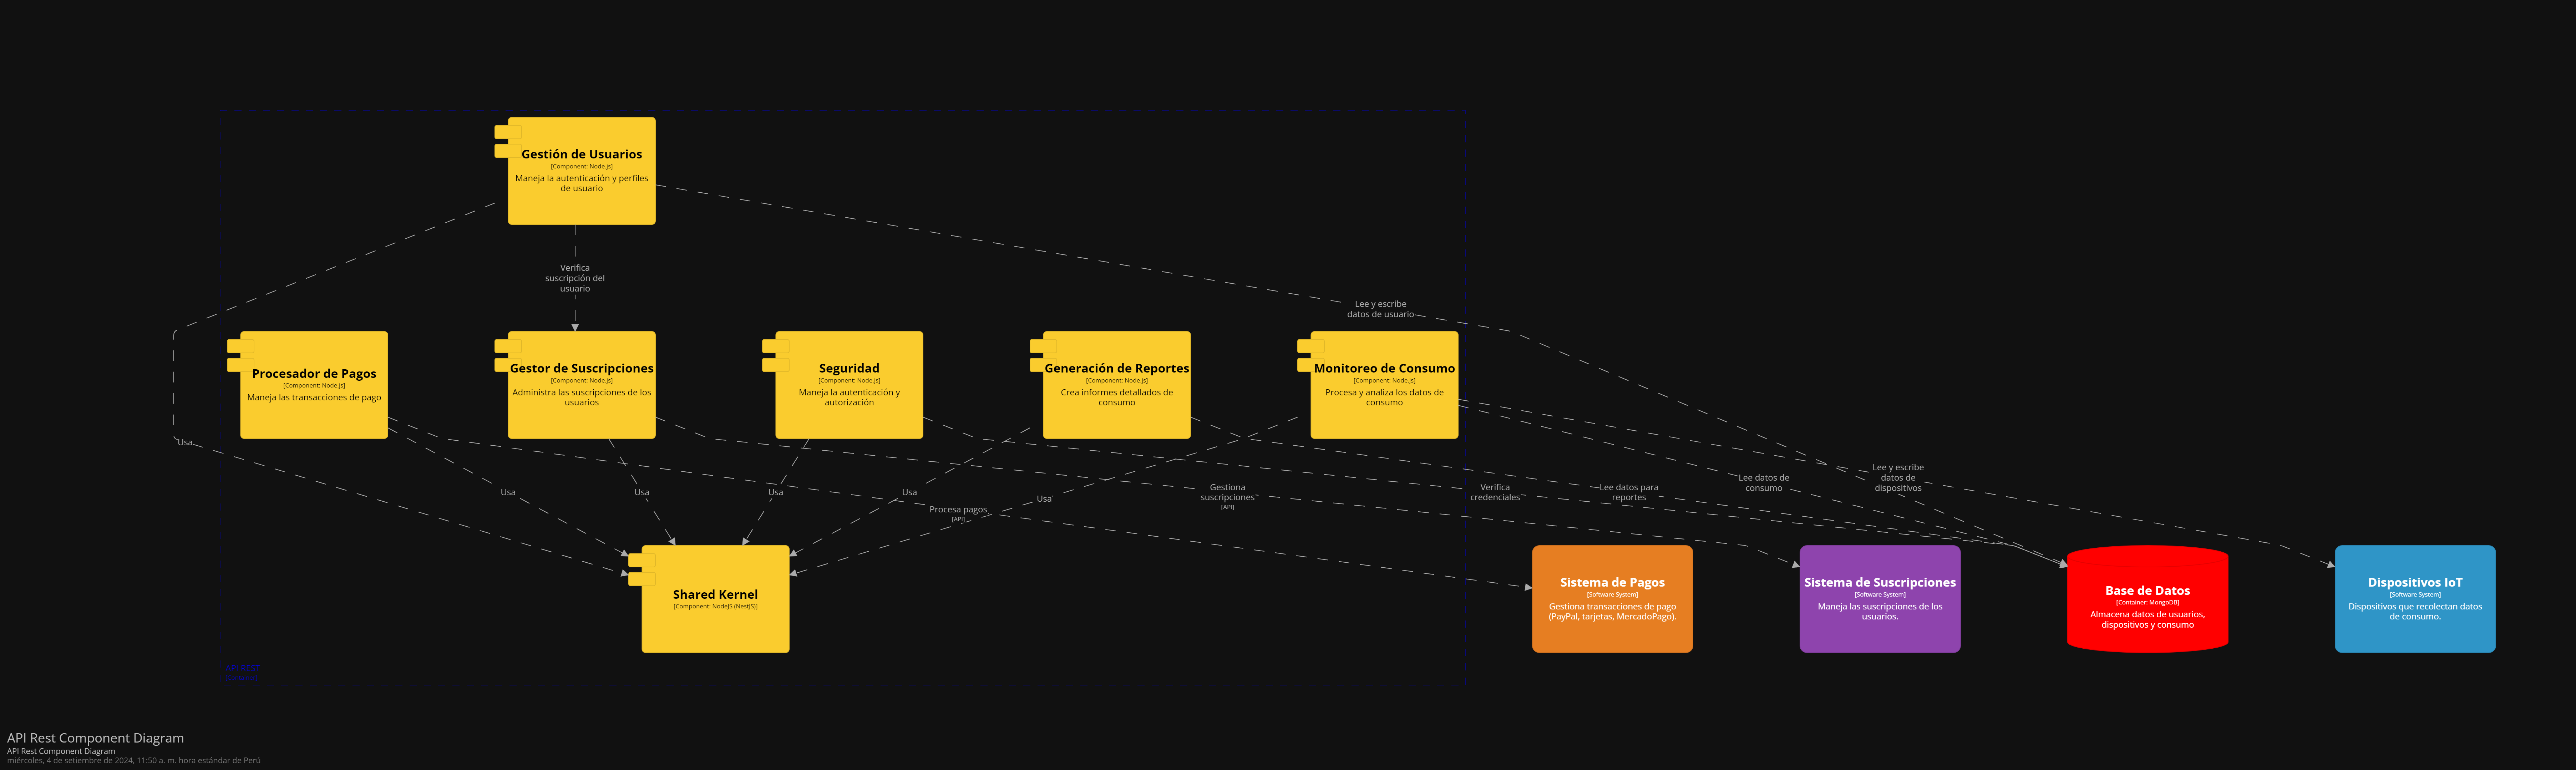 Gestión de Usuarios
[Component: Node.js]
Maneja la autenticación y perfiles
de usuario
Verifica
suscripción del
usuario
Lee y escribe
datos de usuario
Procesador de Pagos
[Component: Node.js]
Maneja las transacciones de pago
Gestor de Suscripciones
[Component: Node.js]
Administra las suscripciones de los
usuarios
Seguridad
[Component: Node.js]
Maneja la autenticación y
autorización
Generación de Reportes
[Component: Node.js]
Crea informes detallados de
consumo
Monitoreo de Consumo
[Component: Node.js]
Procesa y analiza los datos de
consumo
Usa
Usa
Usa
Usa
Usa
Usa
Procesa pagos
[API]
Gestiona
suscripciones
[API]
Verifica
credenciales
Lee datos para
reportes
Lee datos de
consumo
Lee y escribe
datos de
dispositivos
Shared Kernel
[Component: NodeJS (NestJS)]
Sistema de Pagos
[Software System]
Gestiona transacciones de pago
(PayPal, tarjetas, MercadoPago).
Sistema de Suscripciones
[Software System]
Maneja las suscripciones de los
usuarios.
Base de Datos
[Container: MongoDB]
Almacena datos de usuarios,
dispositivos y consumo
Dispositivos IoT
[Software System]
Dispositivos que recolectan datos
de consumo.
API Rest Component Diagram
API Rest Component Diagram
miércoles, 4 de setiembre de 2024, 11:50 a. m. hora estándar de Perú